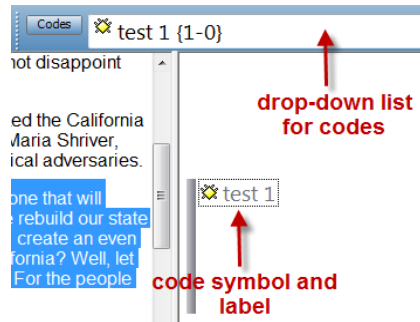 Codes
test 1 {1-0}
not disappoint
drop-down list
for codes
ed the California
Maria Shriver,
ical adversaries.
one that will
rebuild our state
create an even
fornia? Well, let
For the people
test 1
code symbol and
label